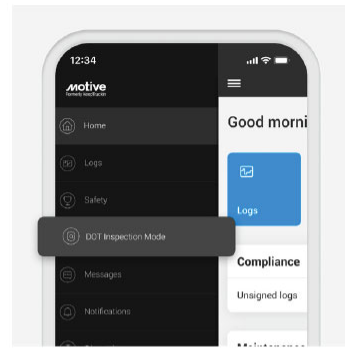 12:34
motive
Formerly KeepTruckin
Good morni
Home
Logs
Safety
Logs
DOT Inspection Mode
Compliance
Messages
Unsigned logs
Notifications
Maintenance